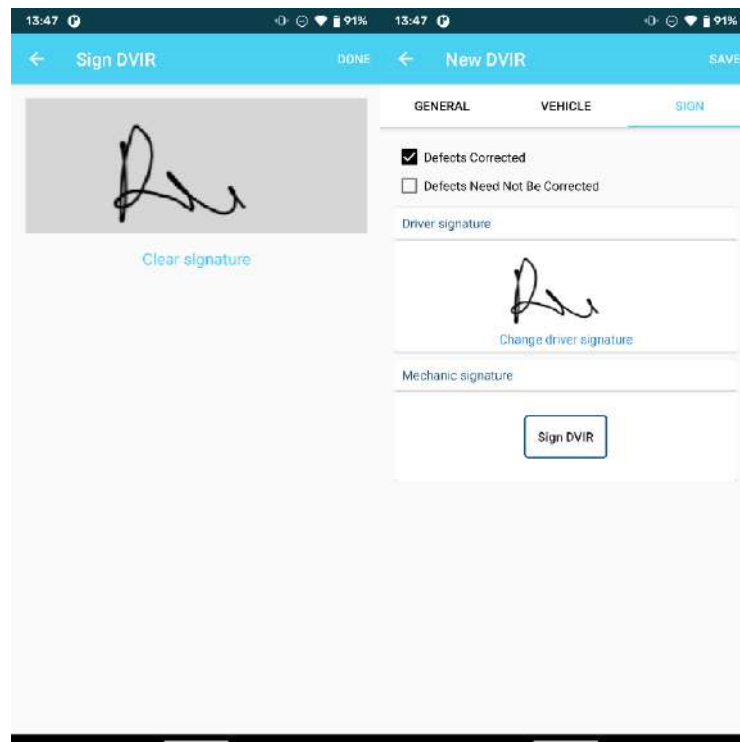 13:47
91%
Sign DVIR
DONE
Clear signature
13:47
91%
New DVIR
SAVE
GENERAL
VEHICLE
SIGN
Defects Corrected
Defects Need Not Be Corrected
Driver signature
Change driver signature
Mechanic signature
Sign DVIR